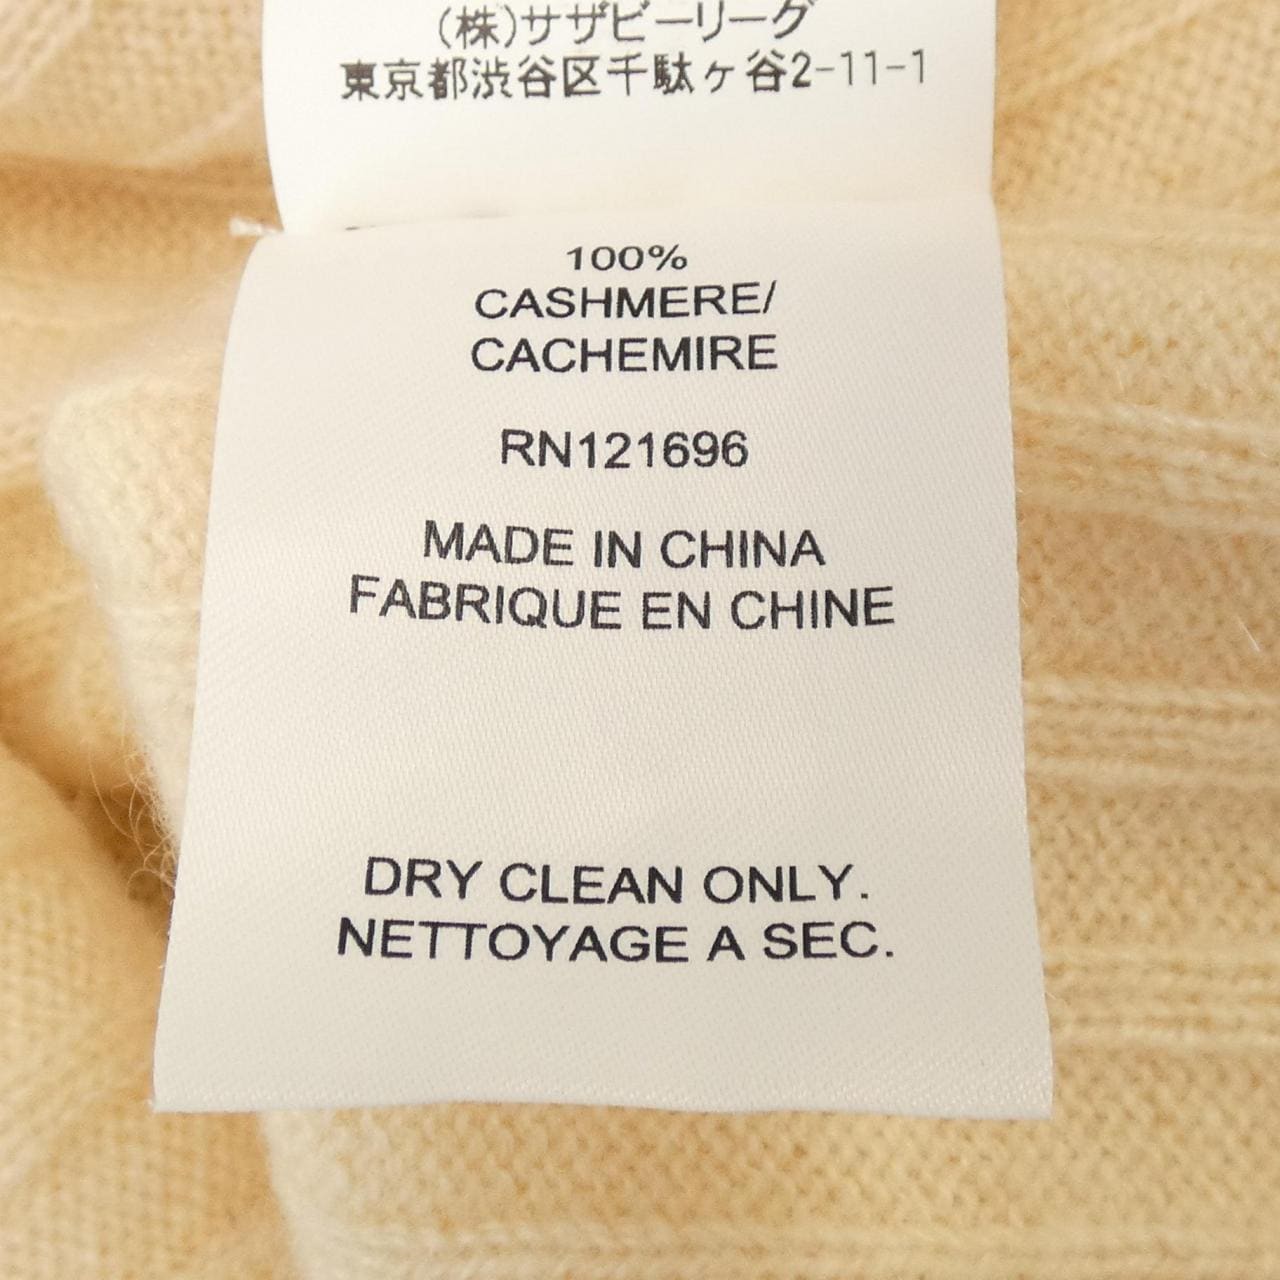 (株)サザビーリーグ
東京都渋谷区千駄ヶ谷2-11-1
100%
CASHMERE/
CACHEMIRE
RN121696
MADE IN CHINA
FABRIQUE EN CHINE
DRY CLEAN ONLY.
NETTOYAGE A SEC.